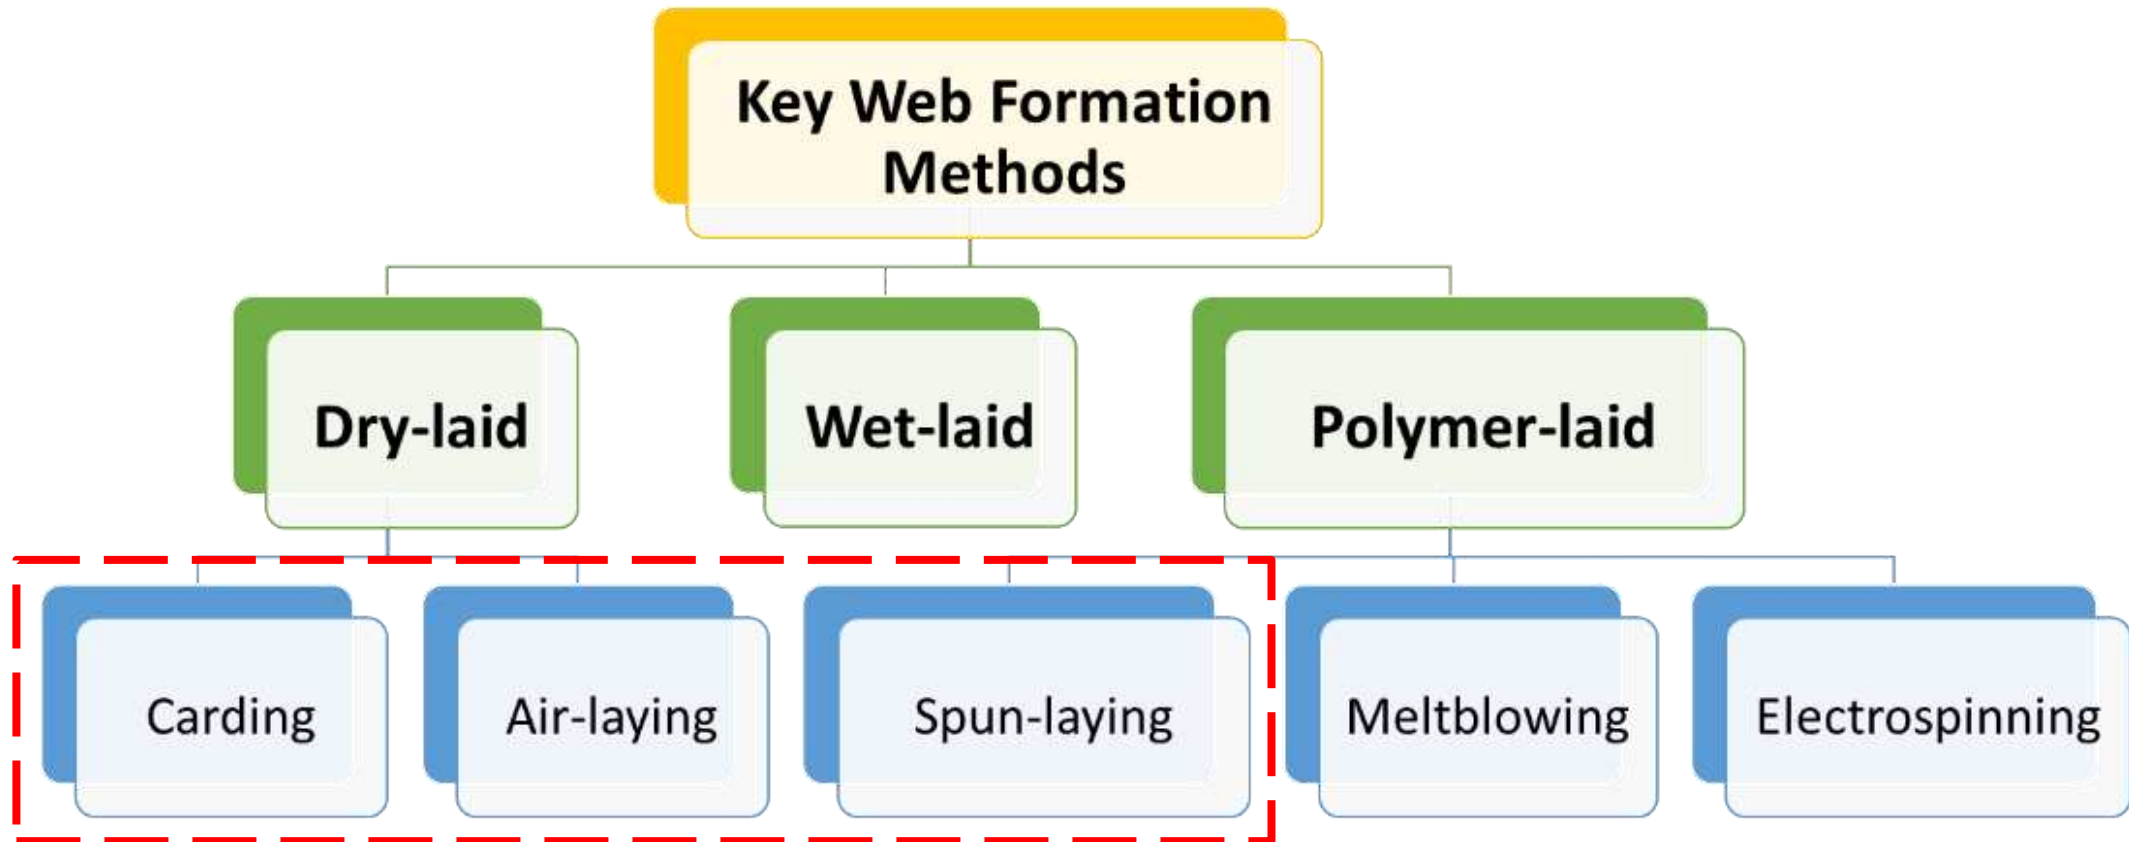 Key Web Formation
Methods
Dry-laid
Wet-laid
Polymer-laid
Carding
Air-laying
Spun-laying
Meltblowing
Electrospinning